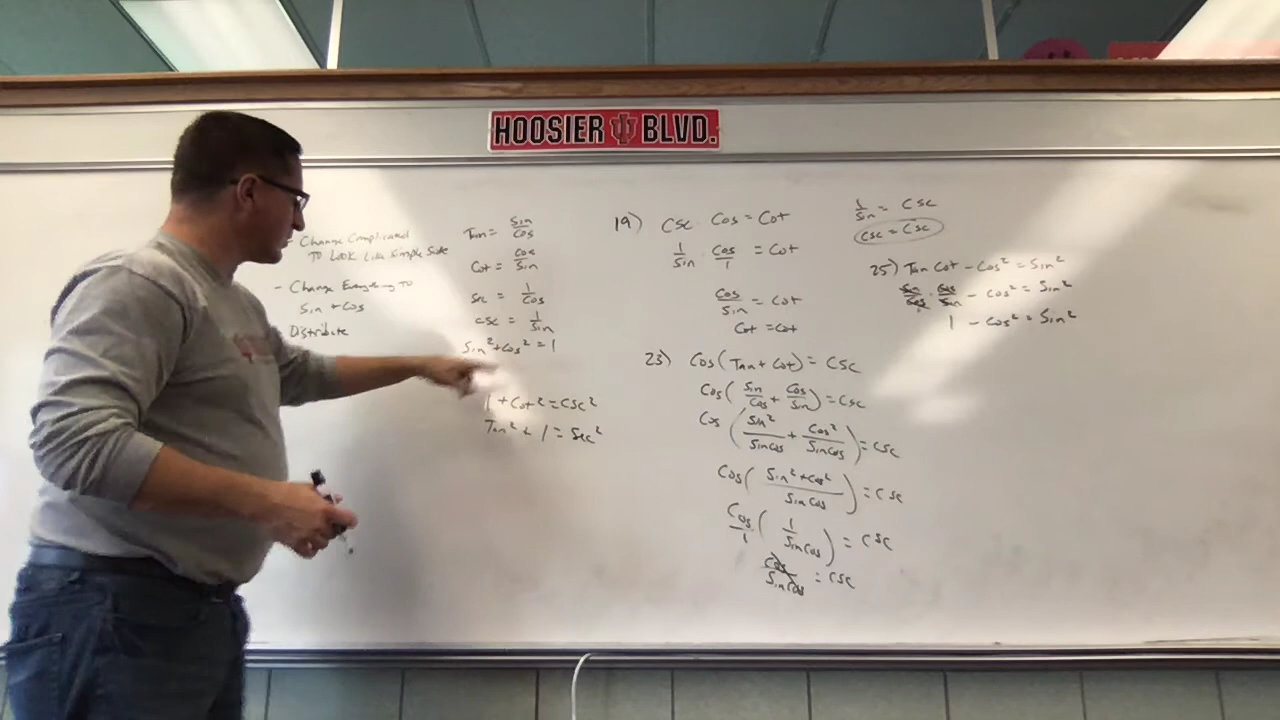 HOOSIER BLVD.
- Change Complicated
To Look Like Simple Side
- Change Everything To
Sin + Cos
Distribute
Tan = Sin/Cos
Cot = Cos/Sin
Sec = 1/Cos
csc = 1/Sin
Sin² + Cos² = 1
1 + Cot² = Csc²
Tan² + 1 = Sec²
19) Csc · Cos = Cot
1/Sin · Cos/1 = Cot
Cos/Sin = Cot
Cot = Cot
23) Cos(Tan + Cot) = Csc
Cos(Sin/Cos + Cos/Sin) = Csc
Cos(Sin²/SinCos + Cos²/SinCos) = Csc
Cos(Sin² + Cos²/SinCos) = Csc
Cos/1(1/SinCos) = Csc
Cos/SinCos = Csc
1/Sin = Csc
Csc = Csc
25) Tan Cot - Cos² = Sin²
Sin/Cos · Cos/Sin - Cos² = Sin²
1 - Cos² = Sin²